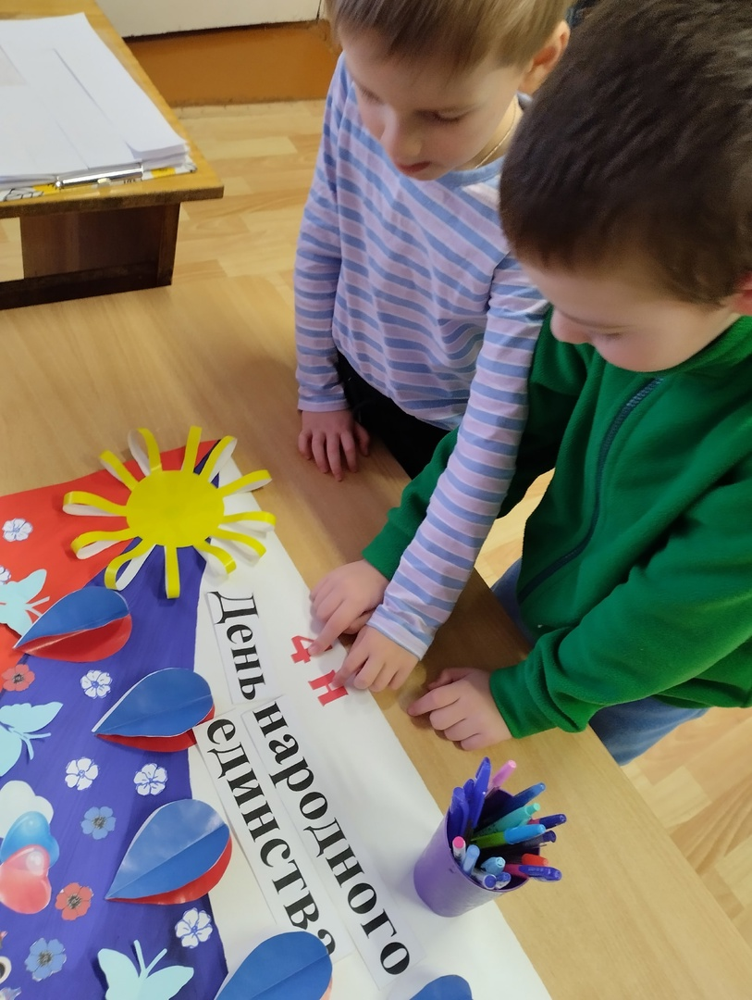 4 н
День
народного
единства